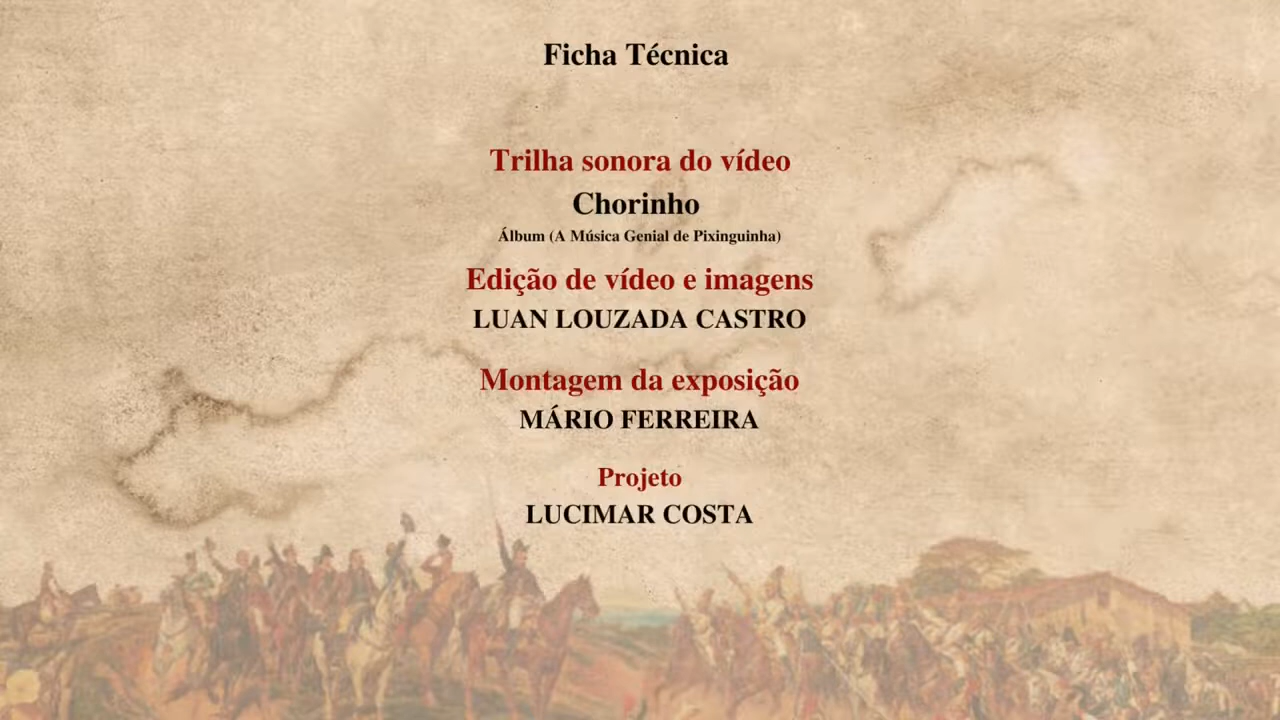 Ficha Técnica
Trilha sonora do vídeo
Chorinho
Álbum (A Música Genial de Pixinguinha)
Edição de vídeo e imagens
LUAN LOUZADA CASTRO
Montagem da exposição
MÁRIO FERREIRA
Projeto
LUCIMAR COSTA